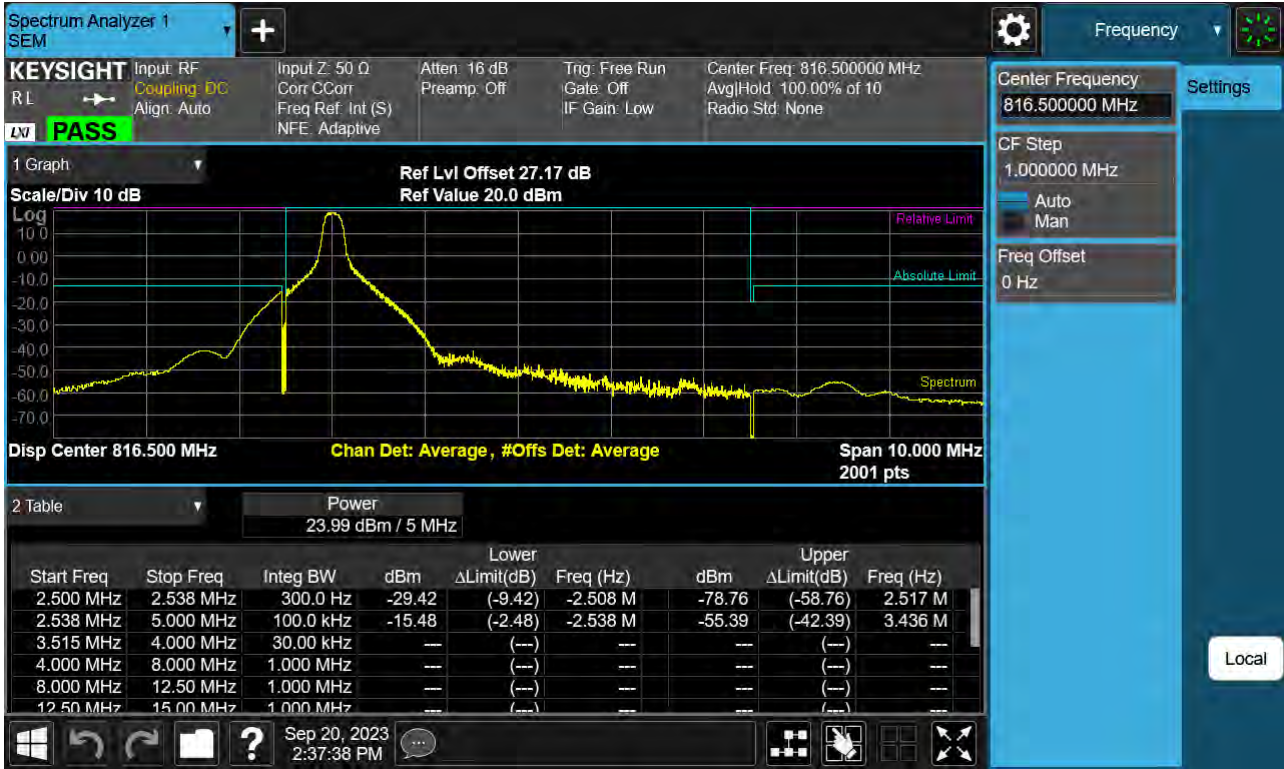 Spectrum Analyzer 1
SEM
Frequency
KEYSIGHT
R L
LXI
PASS
Input: RF
Coupling: DC
Align: Auto
Input Z: 50 Ω
Corr CCorr
Freq Ref: Int (S)
NFE: Adaptive
Atten: 16 dB
Preamp: Off
Trig: Free Run
Gate: Off
IF Gain: Low
Center Freq: 816.500000 MHz
Avg|Hold: 100.00% of 10
Radio Std: None
Center Frequency
816.500000 MHz
Settings
CF Step
1.000000 MHz
Auto
Man
Freq Offset
0 Hz
Local
1 Graph
Scale/Div 10 dB
Ref Lvl Offset 27.17 dB
Ref Value 20.0 dBm
Log
10.0
0.00
-10.0
-20.0
-30.0
-40.0
-50.0
-60.0
-70.0
Relative Limit
Absolute Limit
Spectrum
Disp Center 816.500 MHz
Chan Det: Average, #Offs Det: Average
Span 10.000 MHz
2001 pts
2 Table
Power
23.99 dBm / 5 MHz
Lower Upper
Start Freq Stop Freq Integ BW dBm ΔLimit(dB) Freq (Hz) dBm ΔLimit(dB) Freq (Hz)
2.500 MHz 2.538 MHz 300.0 Hz -29.42 (-9.42) -2.508 M -78.76 (-58.76) 2.517 M
2.538 MHz 5.000 MHz 100.0 kHz -15.48 (-2.48) -2.538 M -55.39 (-42.39) 3.436 M
3.515 MHz 4.000 MHz 30.00 kHz --- (---) --- --- (---) ---
4.000 MHz 8.000 MHz 1.000 MHz --- (---) --- --- (---) ---
8.000 MHz 12.50 MHz 1.000 MHz --- (---) --- --- (---) ---
12.50 MHz 15.00 MHz 1.000 MHz --- (---) --- --- (---) ---
Sep 20, 2023
2:37:38 PM